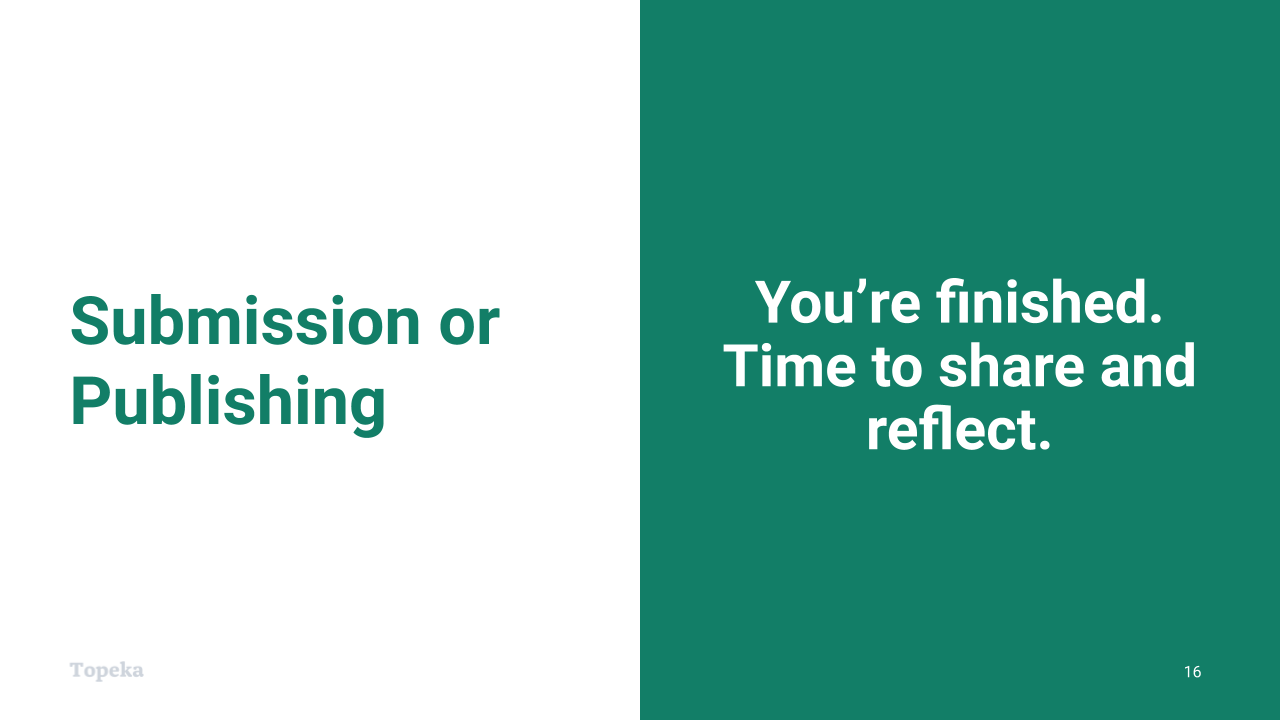 Submission or
Publishing
You’re finished.
Time to share and
reflect.
Topeka
16